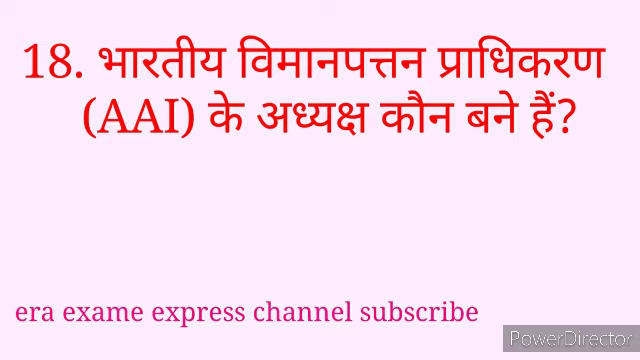 18. भारतीय विमानपत्तन प्राधिकरण
(AAI) के अध्यक्ष कौन बने हैं?
era exame express channel subscribe
PowerDirector